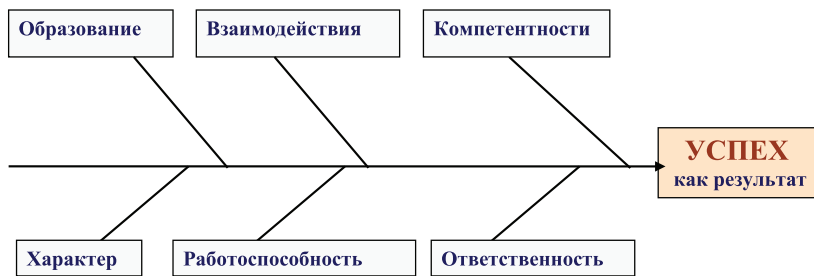 Образование
Взаимодействия
Компетентности
УСПЕХ
как результат
Характер
Работоспособность
Ответственность